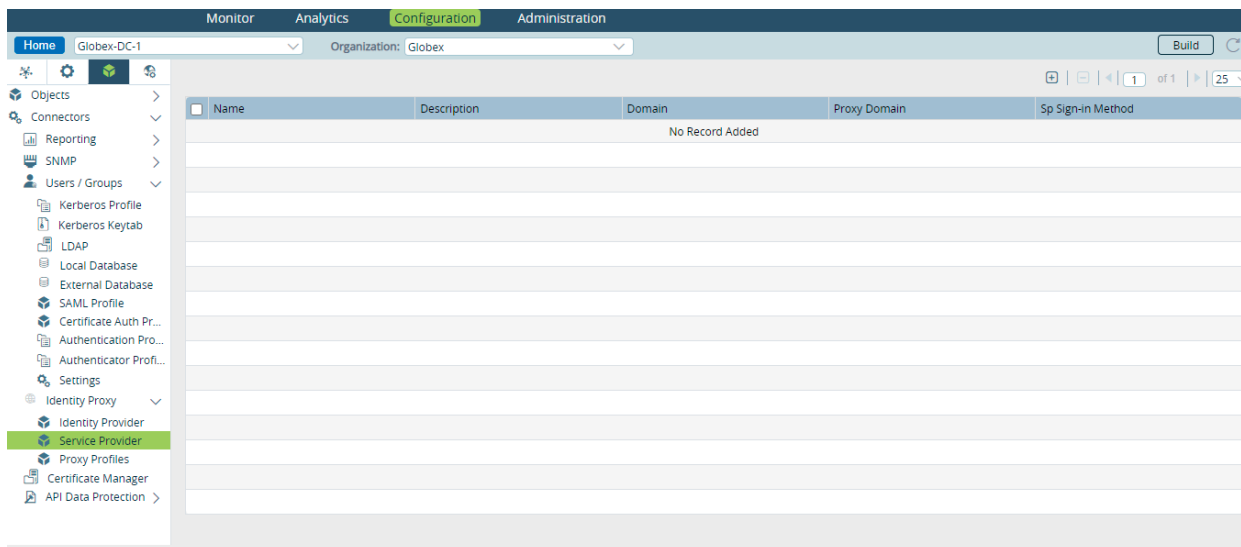 Monitor Analytics Configuration Administration
Home Globex-DC-1 Organization: Globex Build
1 of 1 25
Objects
Connectors
Reporting
SNMP
Users / Groups
Kerberos Profile
Kerberos Keytab
LDAP
Local Database
External Database
SAML Profile
Certificate Auth Pr...
Authentication Pro...
Authenticator Profi...
Settings
Identity Proxy
Identity Provider
Service Provider
Proxy Profiles
Certificate Manager
API Data Protection
Name Description Domain Proxy Domain Sp Sign-in Method
No Record Added